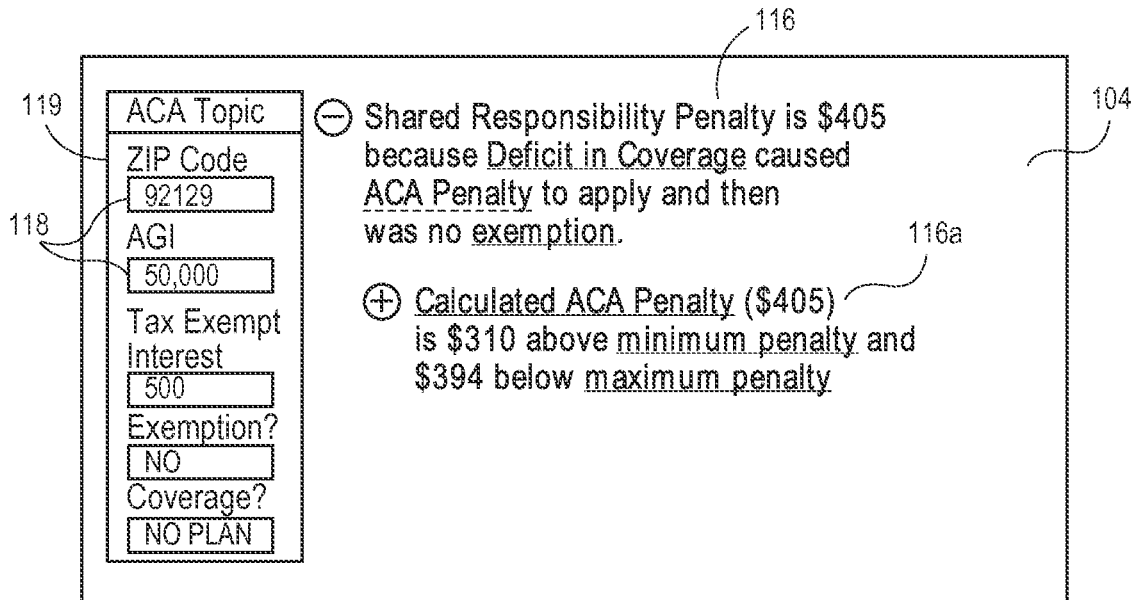 116
104
119
ACA Topic
ZIP Code
92129
118
AGI
50,000
Tax Exempt
Interest
500
Exemption?
NO
Coverage?
NO PLAN
Shared Responsibility Penalty is $405
because Deficit in Coverage caused
ACA Penalty to apply and then
was no exemption.
116a
Calculated ACA Penalty ($405)
is $310 above minimum penalty and
$394 below maximum penalty